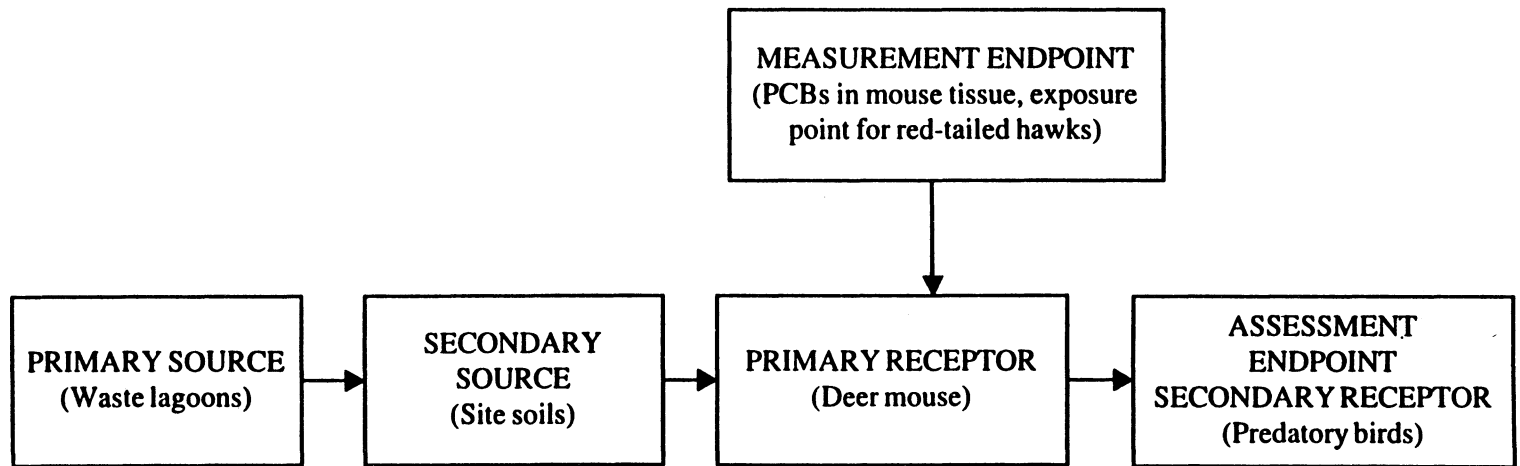 MEASUREMENT ENDPOINT
(PCBs in mouse tissue, exposure
point for red-tailed hawks)
PRIMARY SOURCE
(Waste lagoons)
SECONDARY
SOURCE
(Site soils)
PRIMARY RECEPTOR
(Deer mouse)
ASSESSMENT
ENDPOINT
SECONDARY RECEPTOR
(Predatory birds)